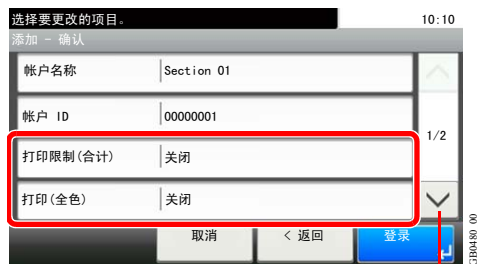 选择要更改的项目。 10:10
添加 - 确认
帐户名称 Section 01
帐户 ID 00000001
1/2
打印限制(合计) 关闭
打印(全色) 关闭
取消 < 返回 登录
GB0480_00